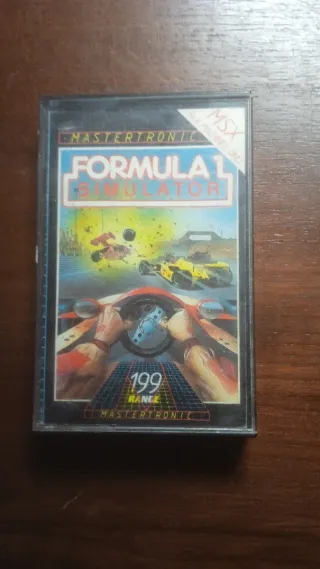 MSX
MASTERTRONIC
FORMULA 1
SIMULATOR
199
RANGE
MASTERTRONIC